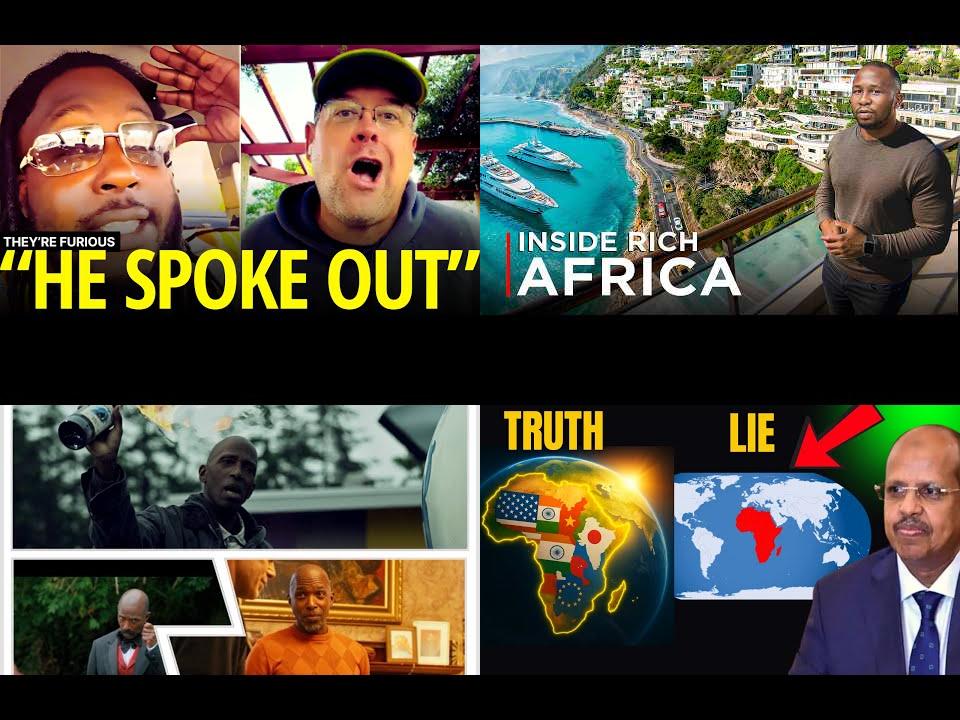 THEY'RE FURIOUS
“HE SPOKE OUT”
INSIDE RICH
AFRICA
TRUTH
LIE